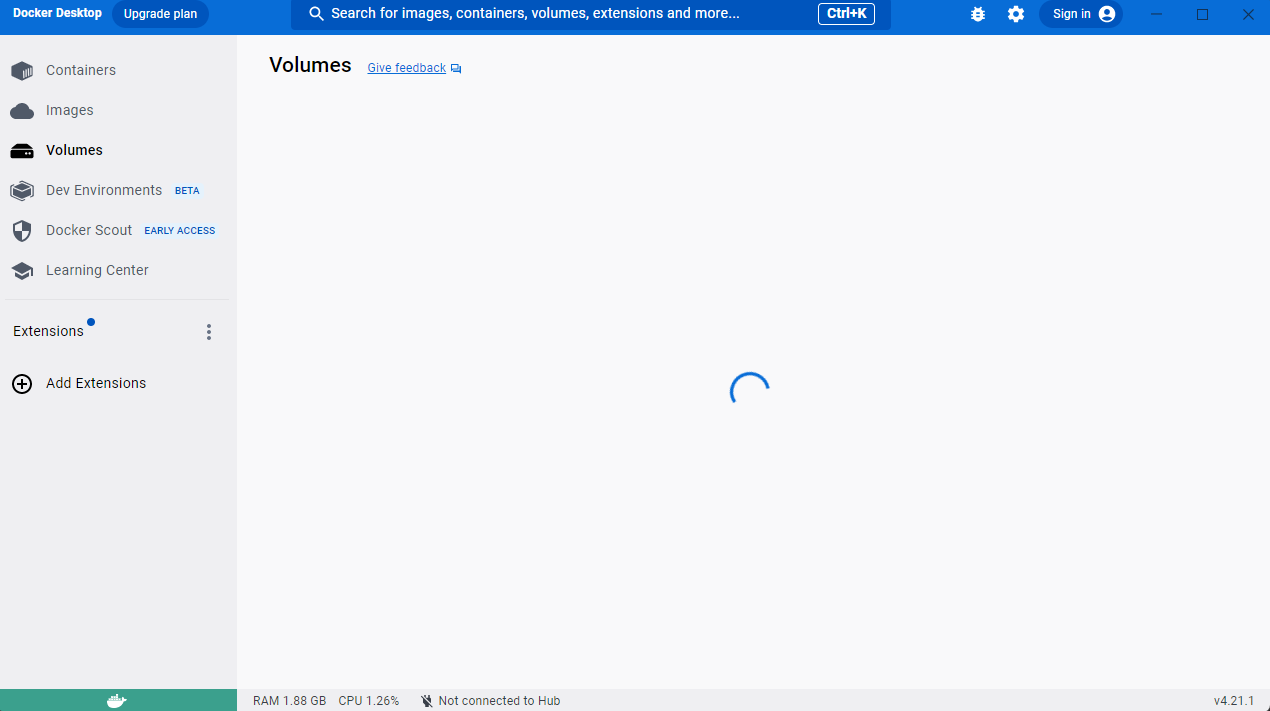 Docker Desktop Upgrade plan Search for images, containers, volumes, extensions and more... Ctrl+K Sign in
Containers
Images
Volumes
Dev Environments BETA
Docker Scout EARLY ACCESS
Learning Center
Extensions
Add Extensions
Volumes Give feedback
RAM 1.88 GB CPU 1.26% Not connected to Hub v4.21.1